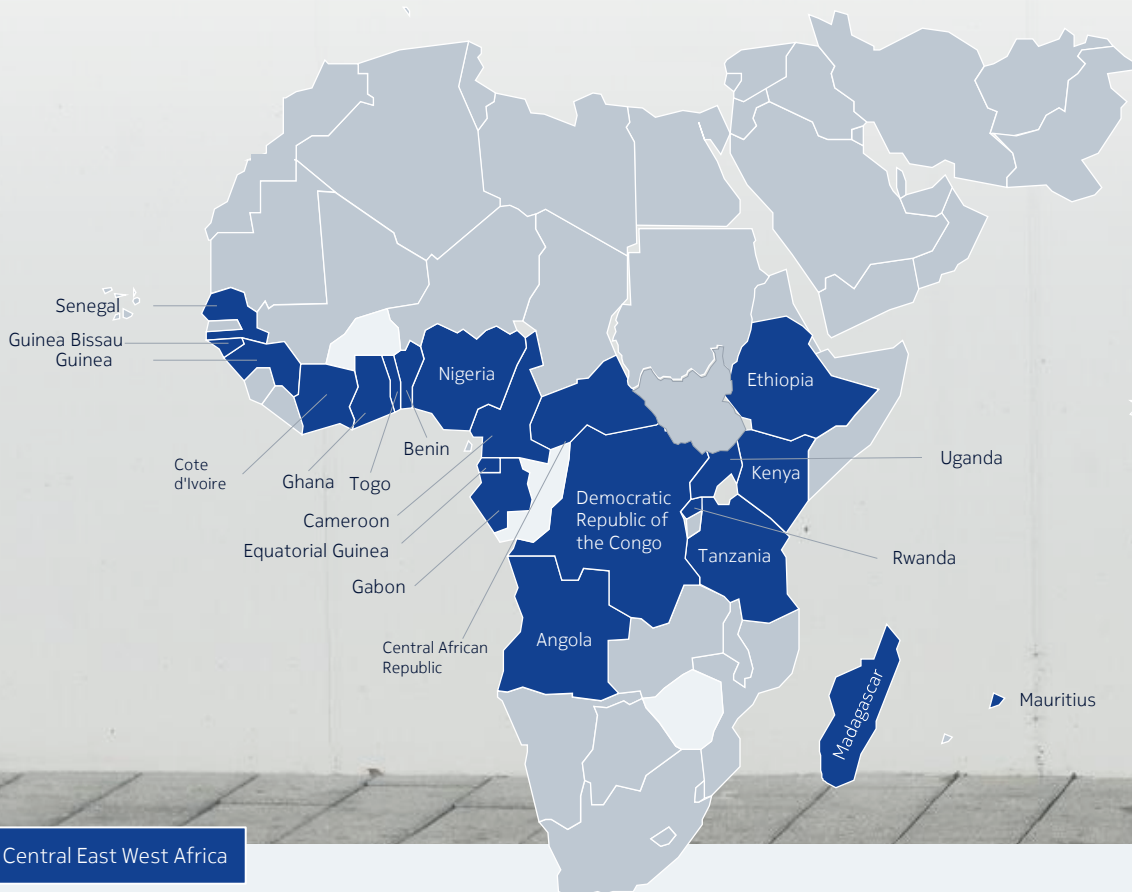 Senegal
Guinea Bissau
Guinea
Nigeria
Ethiopia
Benin
Cote
d'Ivoire
Ghana
Togo
Uganda
Kenya
Cameroon
Democratic
Republic of
the Congo
Equatorial Guinea
Rwanda
Tanzania
Gabon
Central African
Republic
Angola
Madagascar
Mauritius
Central East West Africa